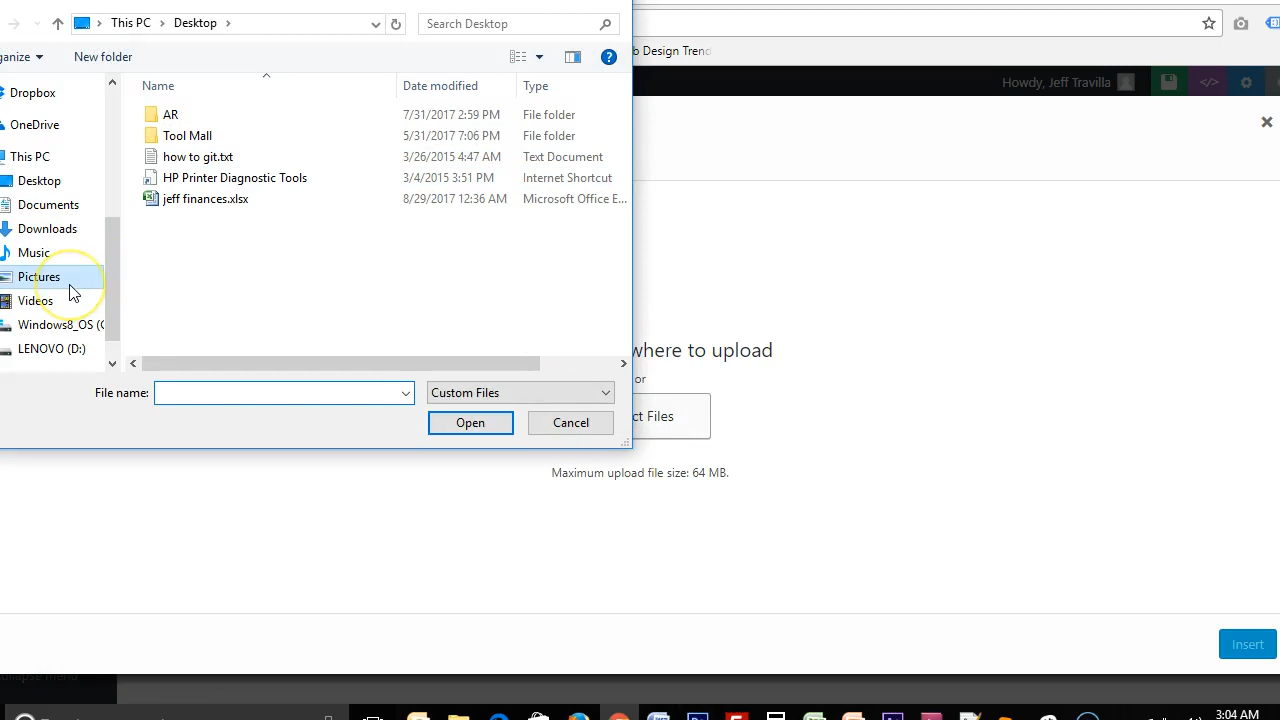 This PC > Desktop >
Search Desktop
b Design Trend
ganize
New folder
Howdy, Jeff Travilla
Dropbox
OneDrive
This PC
Desktop
Documents
Downloads
Music
Pictures
Videos
Windows8_OS (C
LENOVO (D:)
Name
Date modified
Type
AR
7/31/2017 2:59 PM
File folder
Tool Mall
5/31/2017 7:06 PM
File folder
how to git.txt
3/26/2015 4:47 AM
Text Document
HP Printer Diagnostic Tools
3/4/2015 3:51 PM
Internet Shortcut
jeff finances.xlsx
8/29/2017 12:36 AM
Microsoft Office E...
where to upload
or
File name:
Custom Files
Open
Cancel
ct Files
Maximum upload file size: 64 MB.
Insert
ollapse menu
3:04 AM